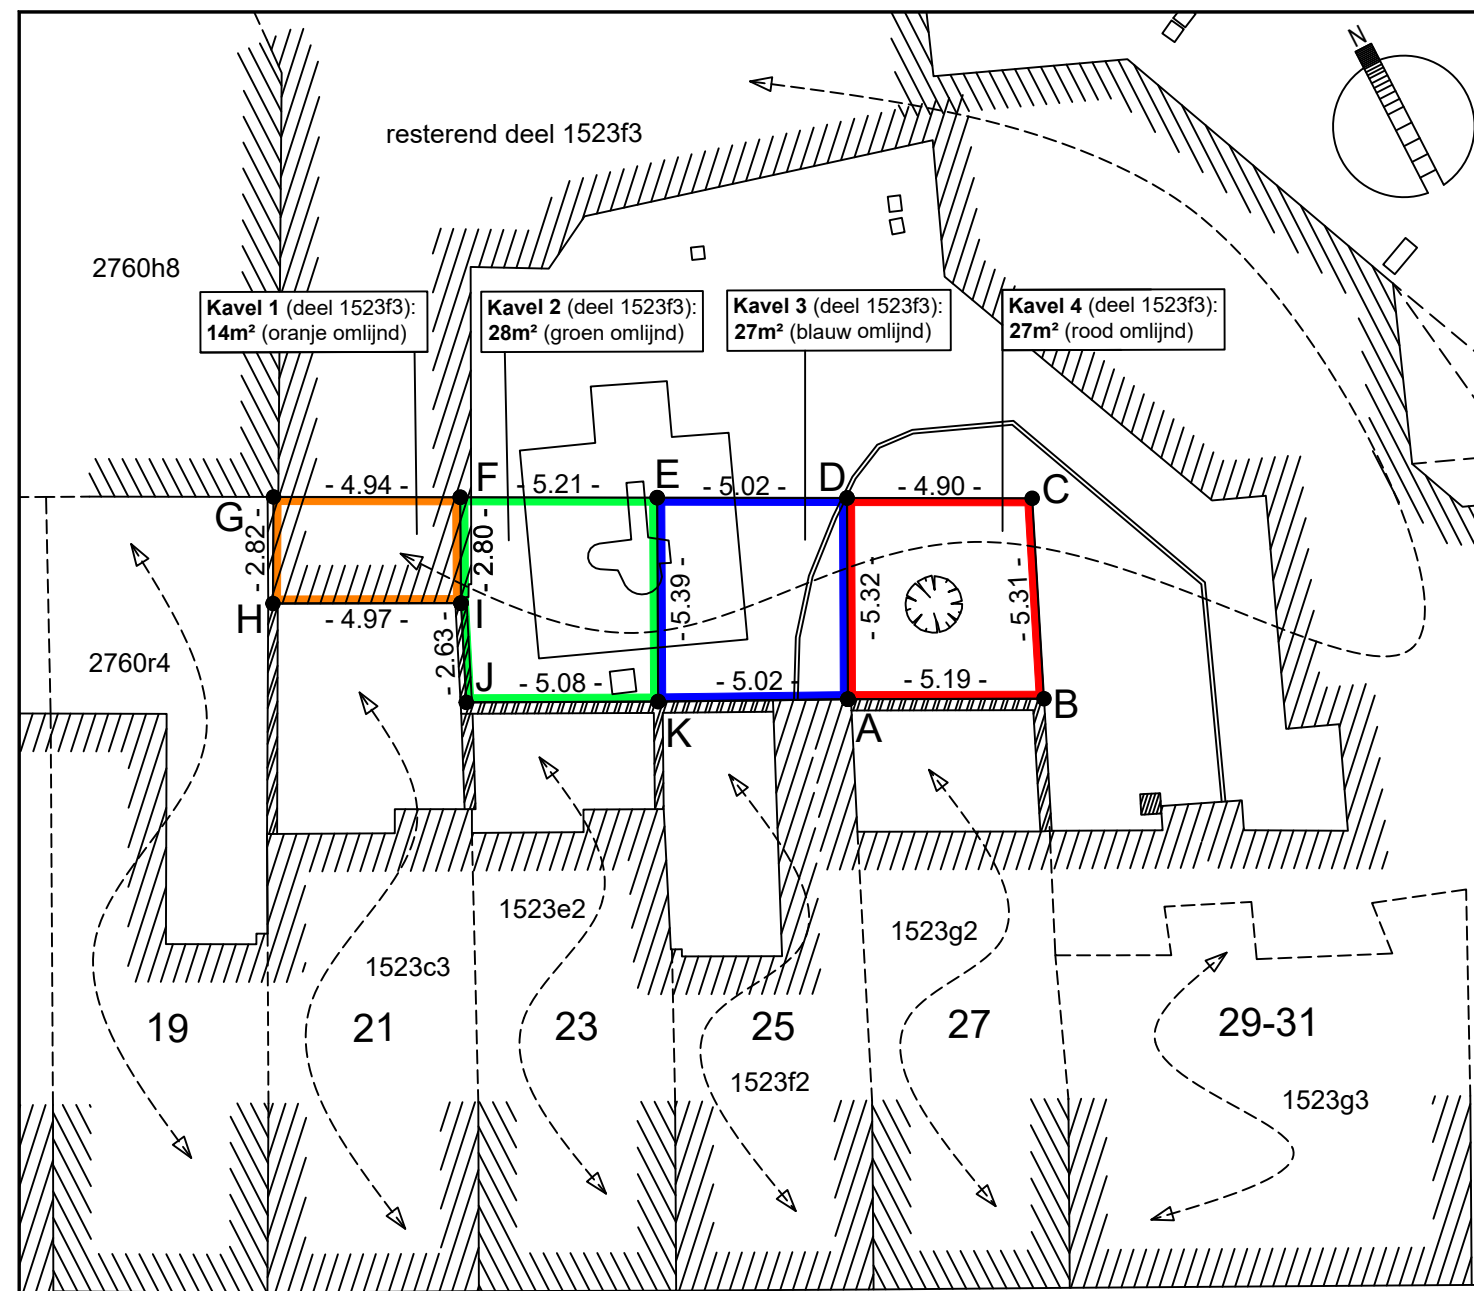 N
resterend deel 1523f3
2760h8
Kavel 1 (deel 1523f3):
14m² (oranje omlijnd)
Kavel 2 (deel 1523f3):
28m² (groen omlijnd)
Kavel 3 (deel 1523f3):
27m² (blauw omlijnd)
Kavel 4 (deel 1523f3):
27m² (rood omlijnd)
G
- 4.94 -
F
- 5.21 -
E
- 5.02 -
D
- 4.90 -
C
- 2.82 -
- 2.80 -
- 5.39 -
- 5.32 -
- 5.31 -
H
- 4.97 -
I
- 2.63 -
2760r4
J
- 5.08 -
- 5.02 -
- 5.19 -
K
A
B
1523e2
1523g2
1523c3
19
21
23
25
27
29-31
1523f2
1523g3